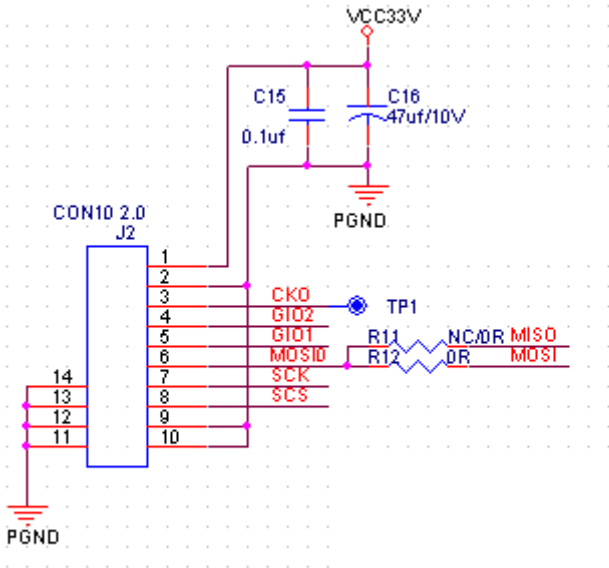 VCC33V
C15
C16
47uf/10V
0.1uf
PGND
CON10 2.0
J2
1
2
3 CKO TP1
4 GIO2
5 GIO1 R11 NC/0R MISO
6 MOSI0 R12 0R MOSI
14 7 SCK
13 8 SCS
12 9
11 10
PGND